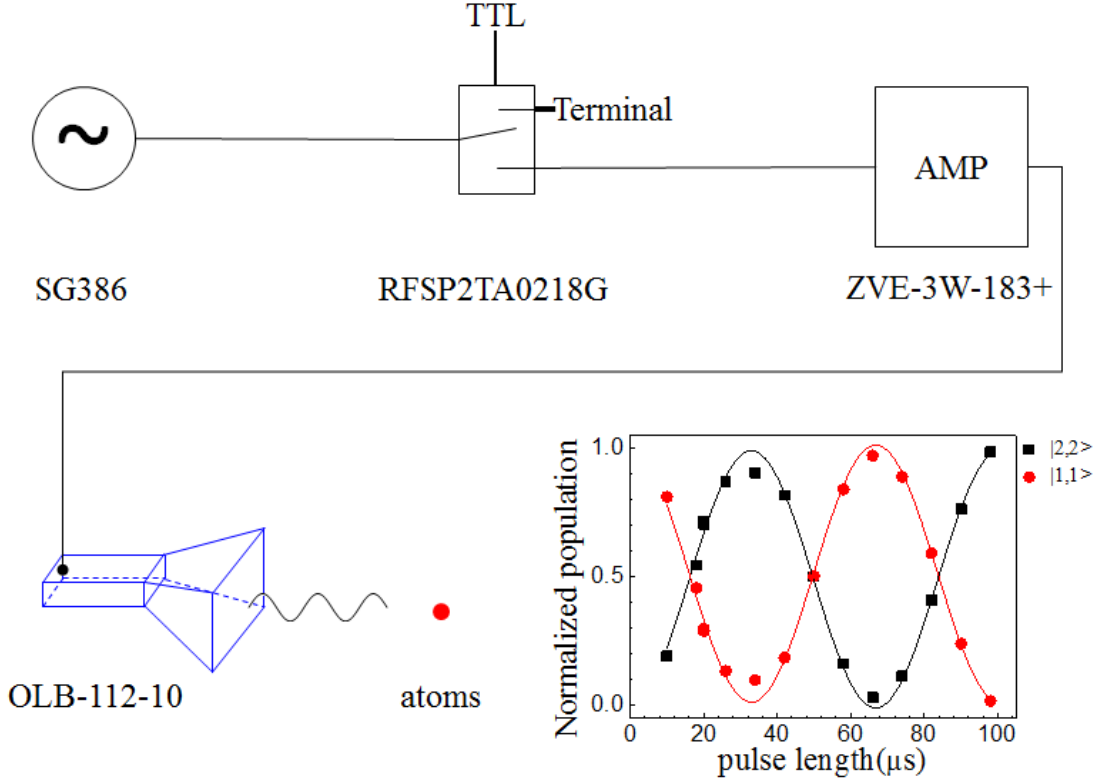 TTL
~
Terminal
AMP
SG386
RFSP2TA0218G
ZVE-3W-183+
OLB-112-10
atoms
Normalized population
1.0
0.5
0.0
0 20 40 60 80 100
pulse length(μs)
|2,2>
|1,1>